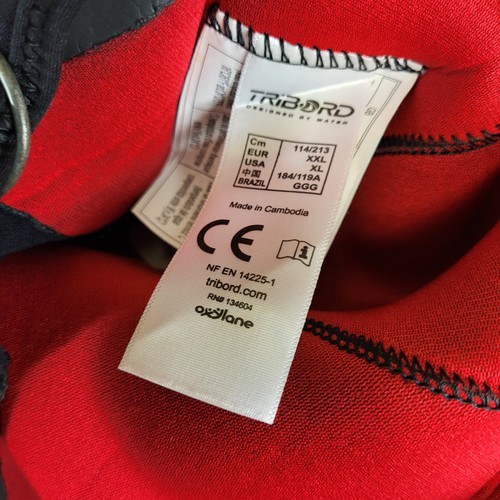 TRIBORD
DESIGNED BY WATER
Cm 114/213
EUR XXL
USA XL
中国 184/119A
BRAZIL GGG
Made in Cambodia
CE
NF EN 14225-1
tribord.com
RN# 134604
oxylane